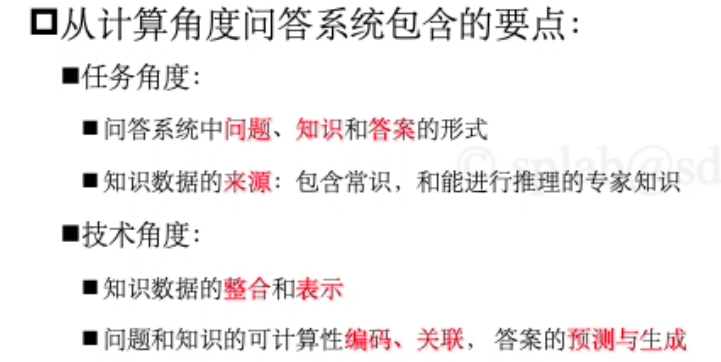 从计算角度问答系统包含的要点：
任务角度：
问答系统中问题、知识和答案的形式
知识数据的来源：包含常识，和能进行推理的专家知识
技术角度：
知识数据的整合和表示
问题和知识的可计算性编码、关联， 答案的预测与生成
© splab@sd